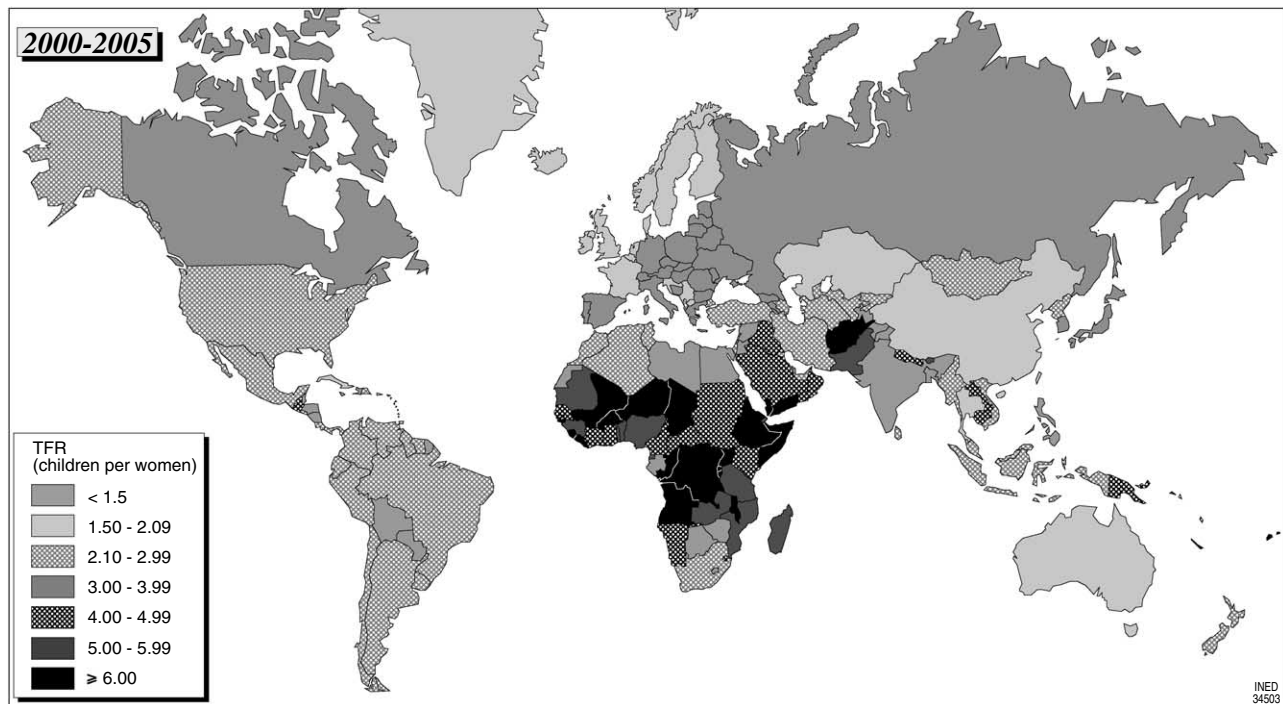 2000-2005
TFR
(children per women)
< 1.5
1.50 - 2.09
2.10 - 2.99
3.00 - 3.99
4.00 - 4.99
5.00 - 5.99
⩾ 6.00
INED
34503